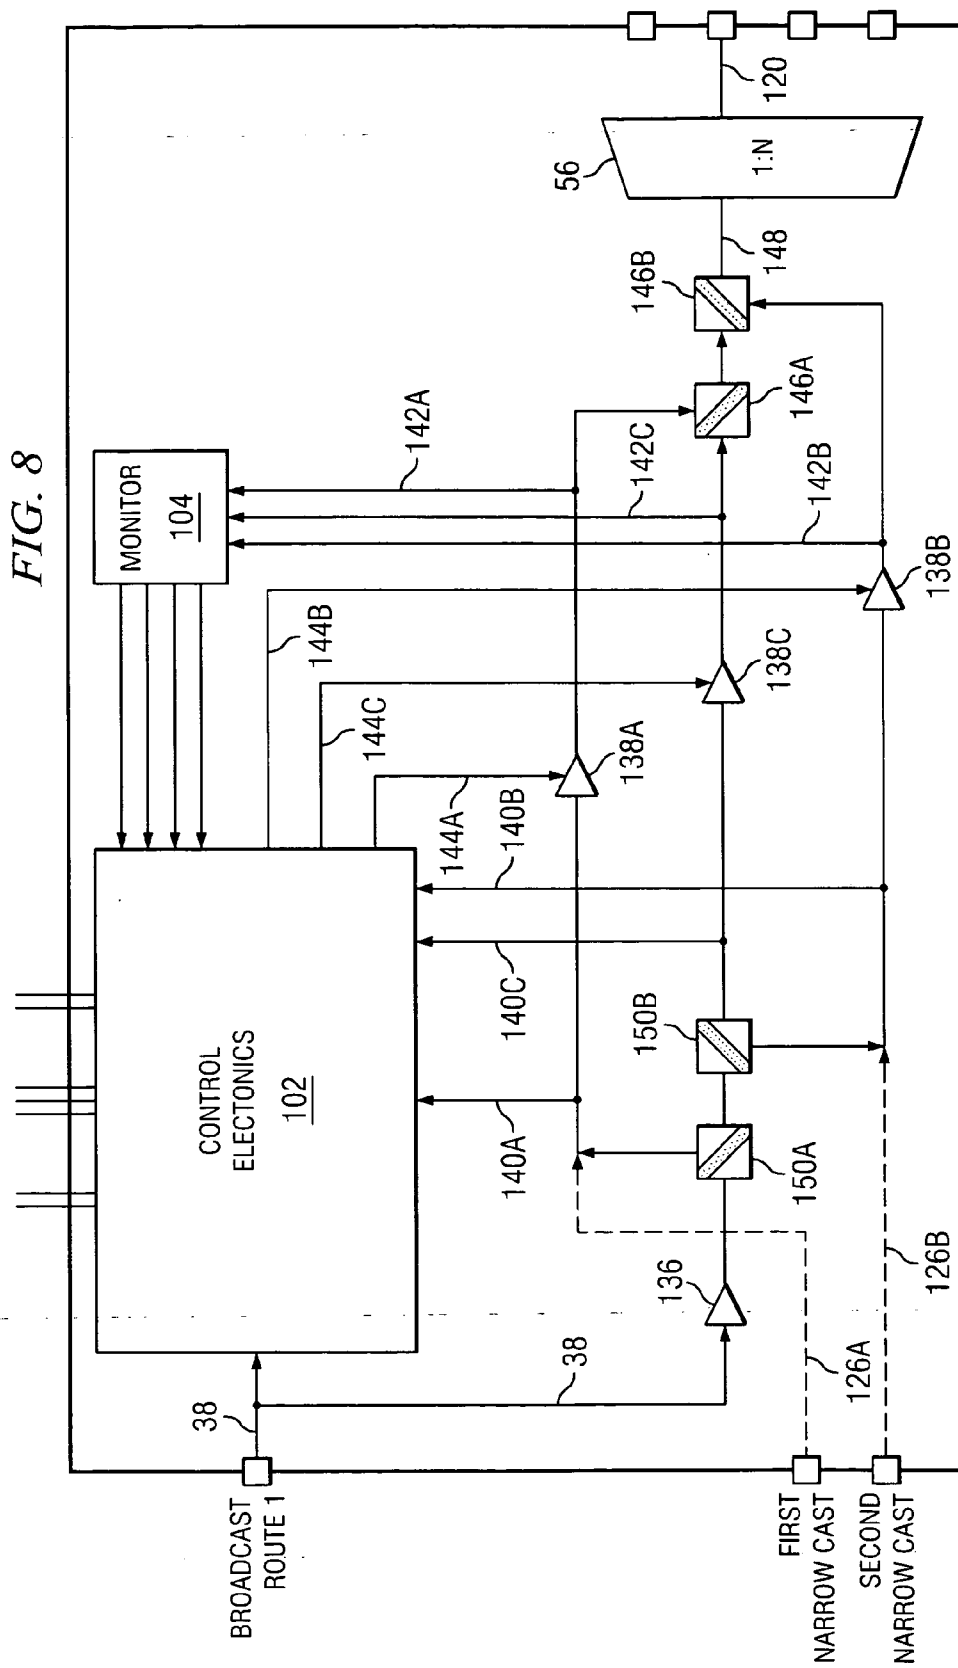 FIG. 8
MONITOR
104
CONTROL
ELECTONICS
102
BROADCAST
ROUTE 1
38
38
FIRST
NARROW CAST
SECOND
NARROW CAST
126A
126B
136
150A
150B
140A
140C
140B
144A
144C
144B
138A
138C
138B
142A
142C
142B
146A
146B
148
56
1:N
120